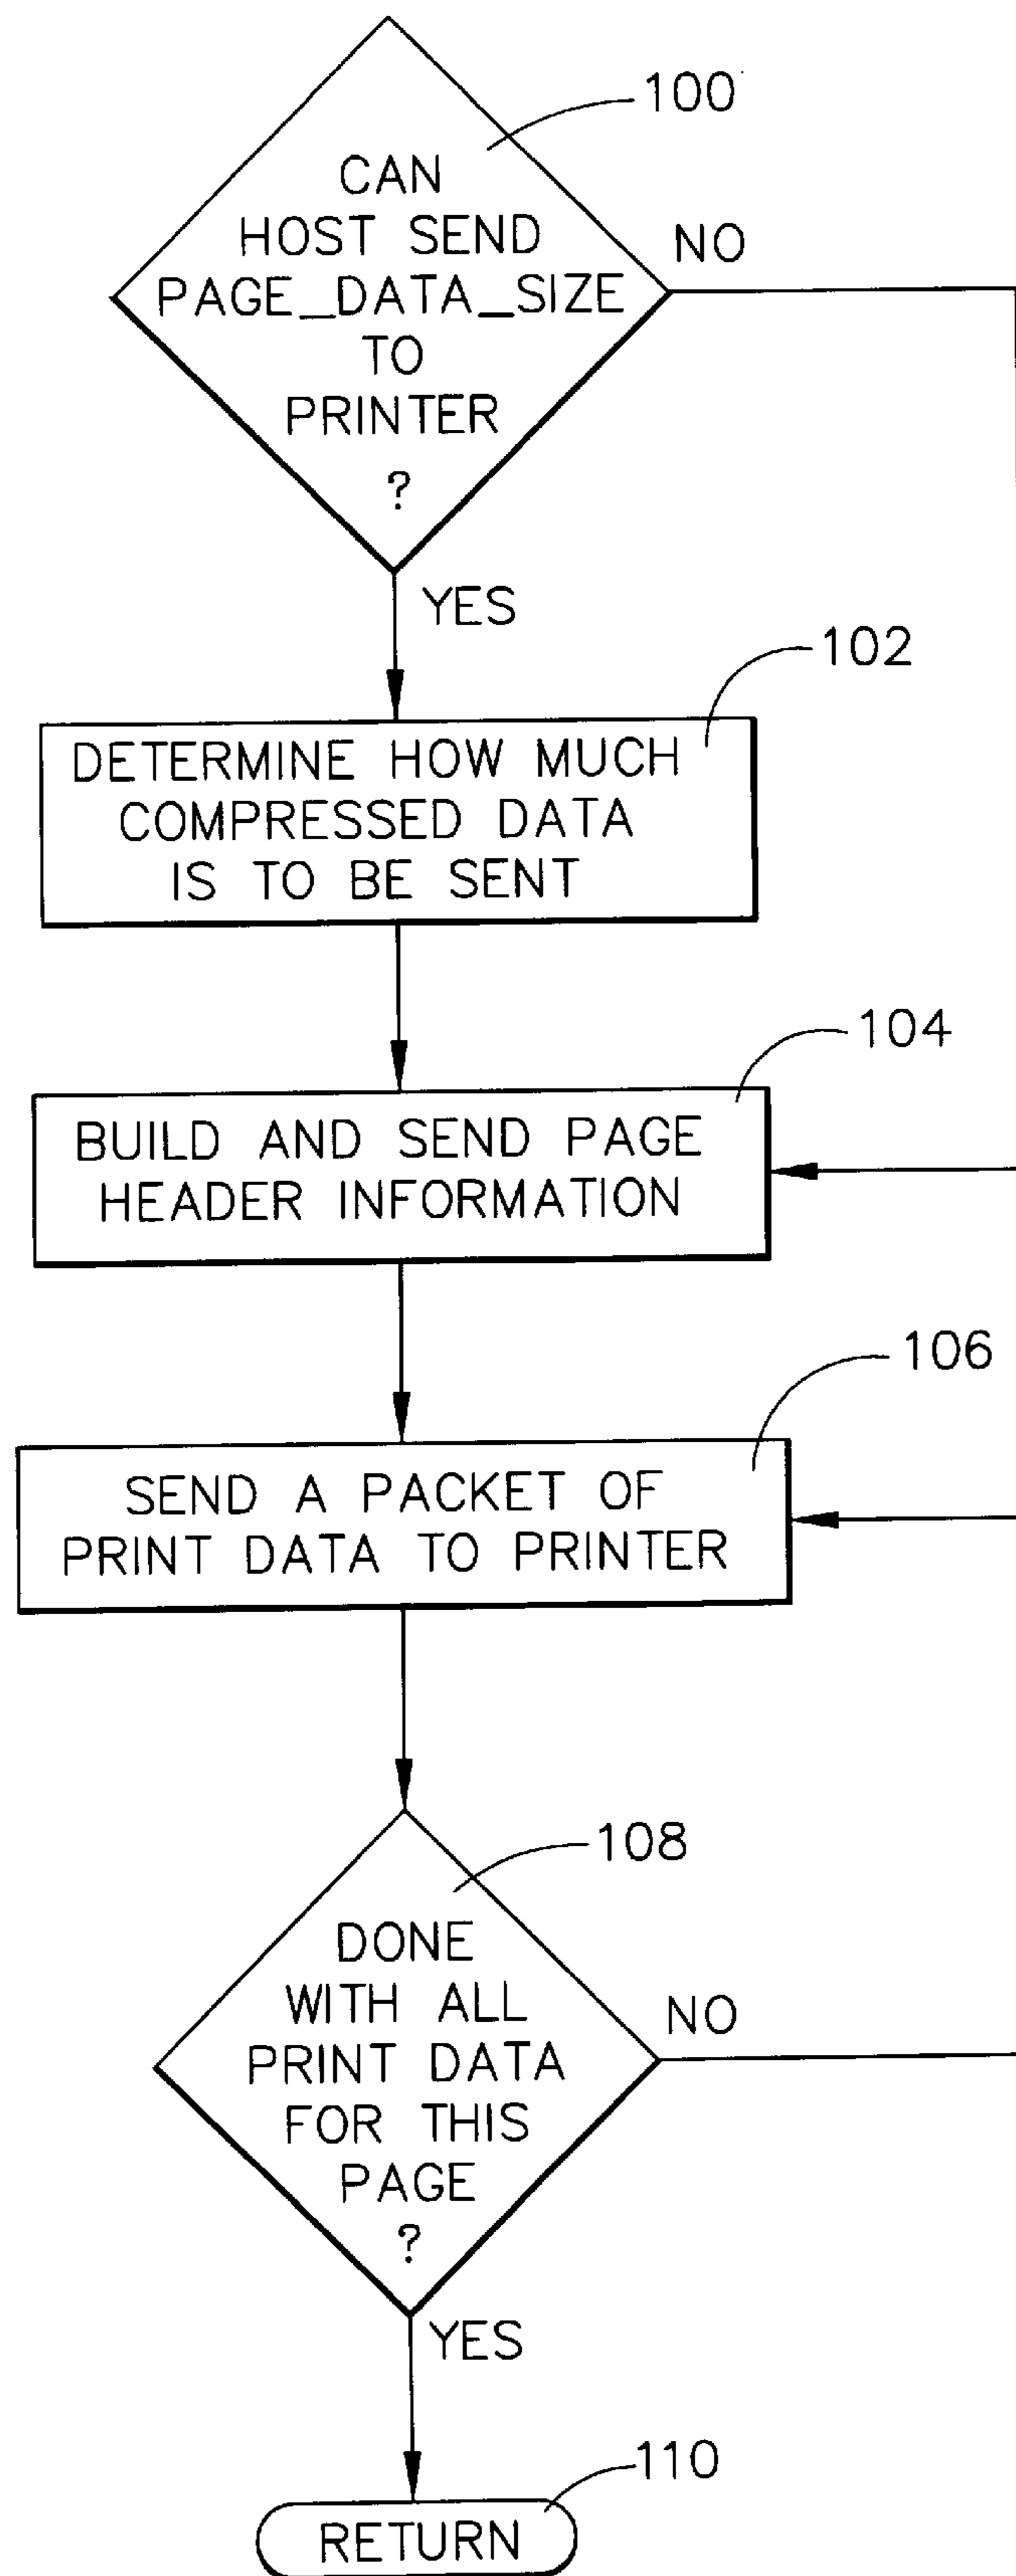 100
CAN
HOST SEND
PAGE_DATA_SIZE
TO
PRINTER
?
NO
YES
102
DETERMINE HOW MUCH
COMPRESSED DATA
IS TO BE SENT
104
BUILD AND SEND PAGE
HEADER INFORMATION
106
SEND A PACKET OF
PRINT DATA TO PRINTER
108
DONE
WITH ALL
PRINT DATA
FOR THIS
PAGE
?
NO
YES
110
RETURN